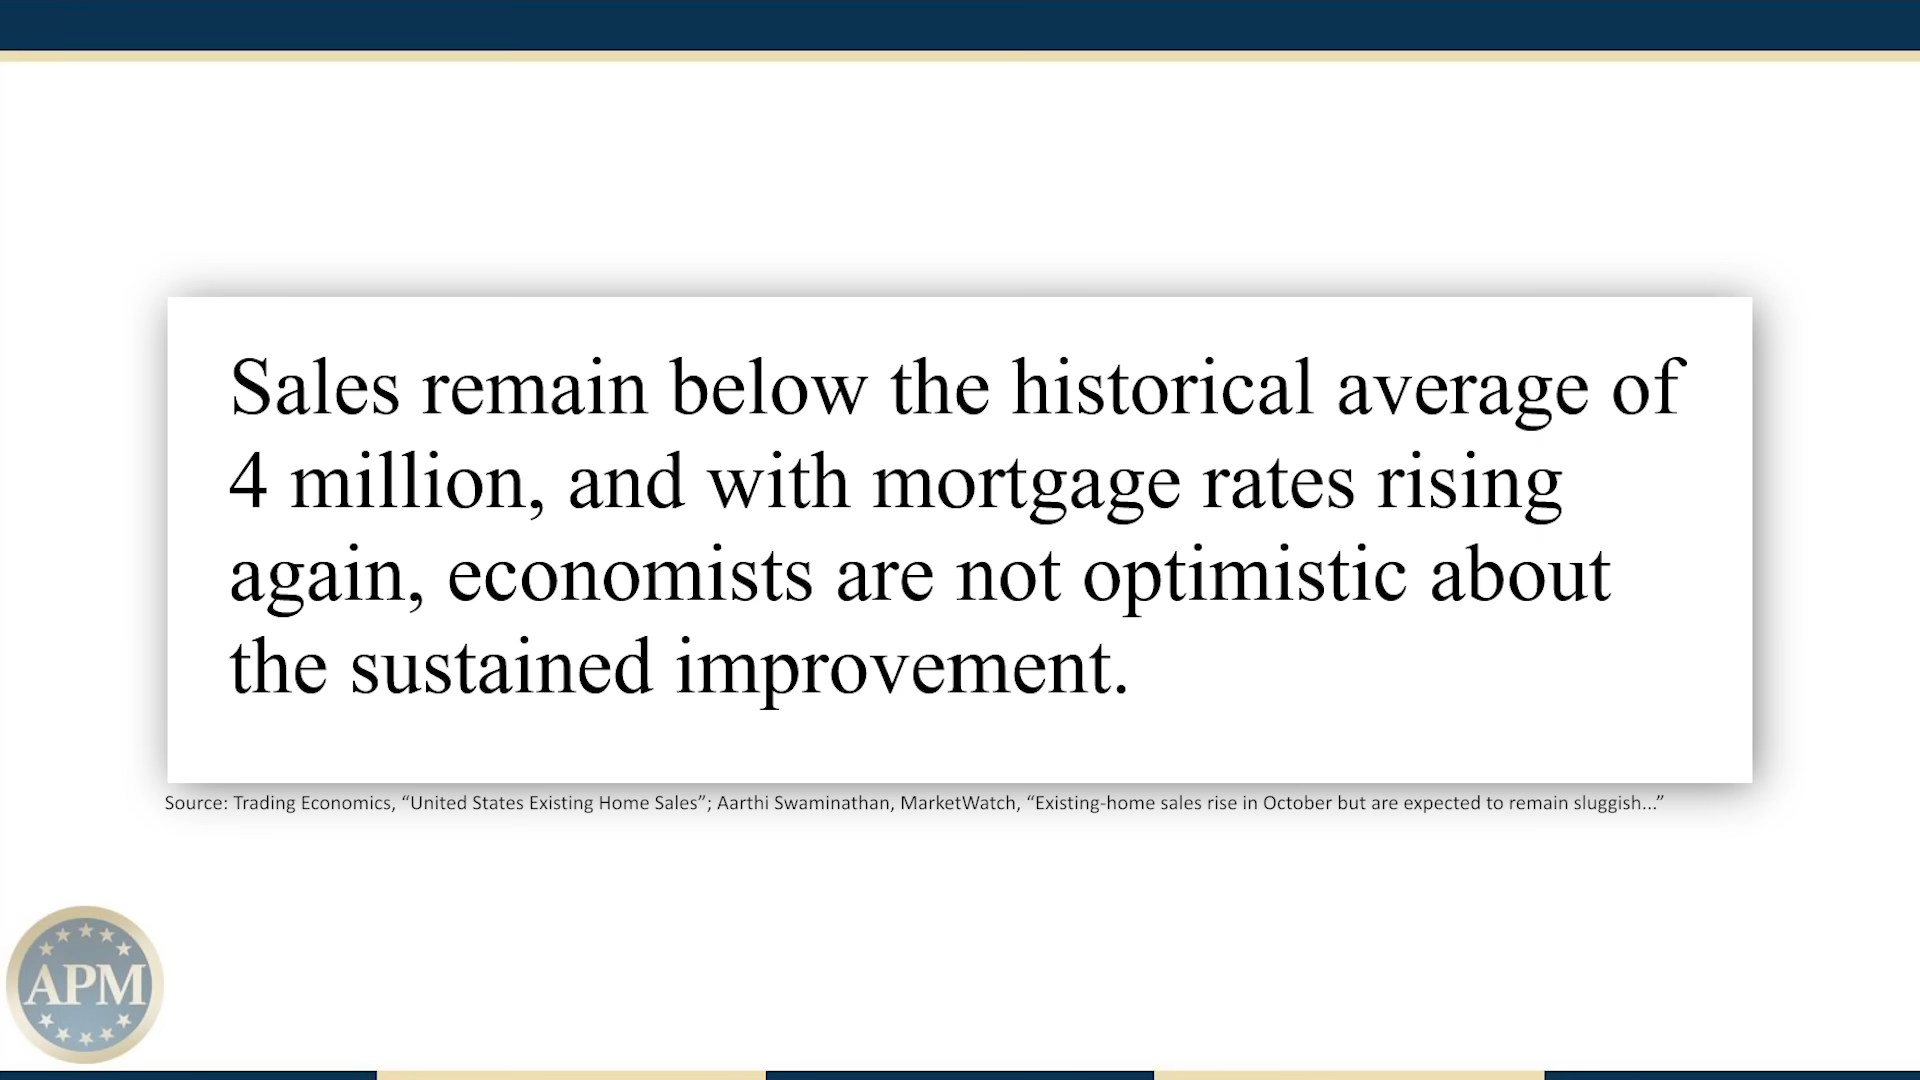 Sales remain below the historical average of
4 million, and with mortgage rates rising
again, economists are not optimistic about
the sustained improvement.
Source: Trading Economics, “United States Existing Home Sales”; Aarthi Swaminathan, MarketWatch, “Existing-home sales rise in October but are expected to remain sluggish...”
APM